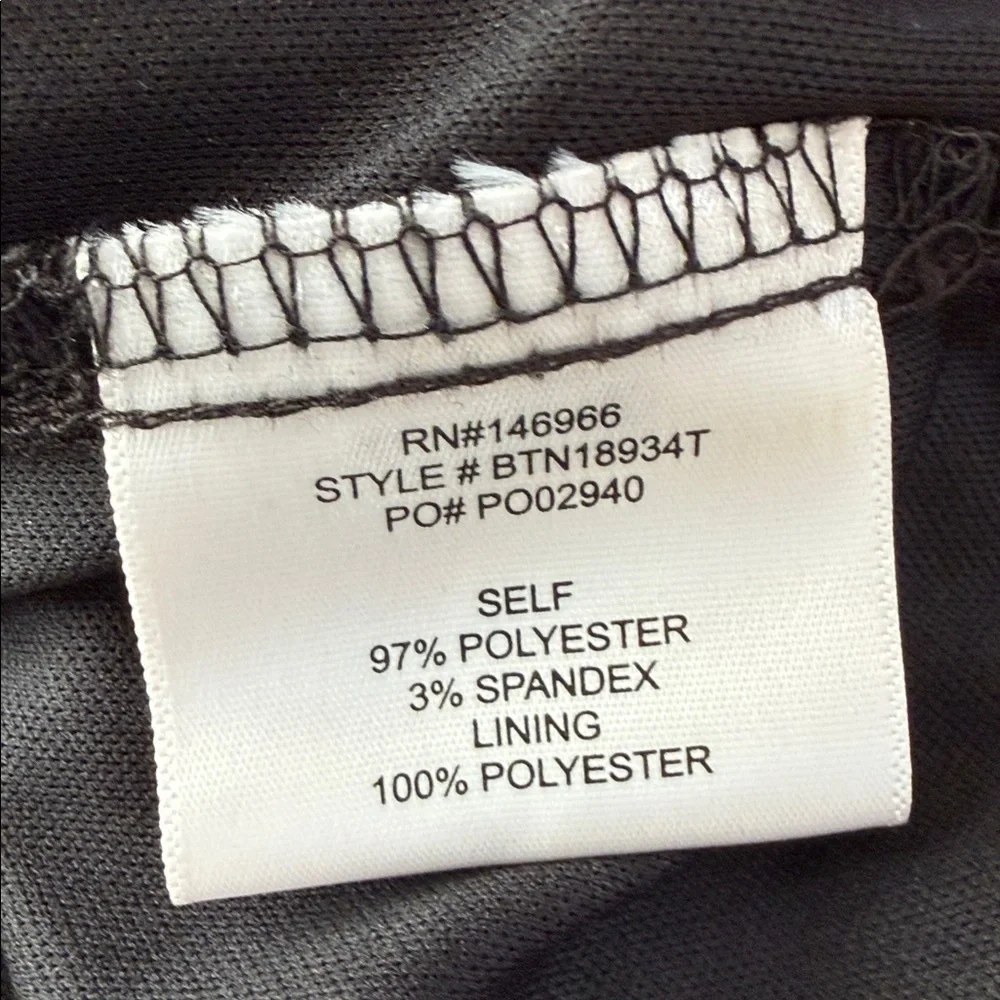 RN#146966
STYLE # BTN18934T
PO# PO02940
SELF
97% POLYESTER
3% SPANDEX
LINING
100% POLYESTER